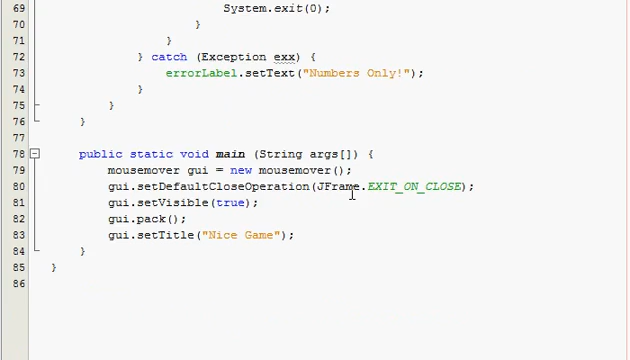 69 System.exit(0);
70 }
71 }
72 } catch (Exception exx) {
73 errorLabel.setText("Numbers Only!");
74 }
75 }
76 }
77
78 public static void main (String args[]) {
79 mousemover gui = new mousemover();
80 gui.setDefaultCloseOperation(JFrame.EXIT_ON_CLOSE);
81 gui.setVisible(true);
82 gui.pack();
83 gui.setTitle("Nice Game");
84 }
85 }
86